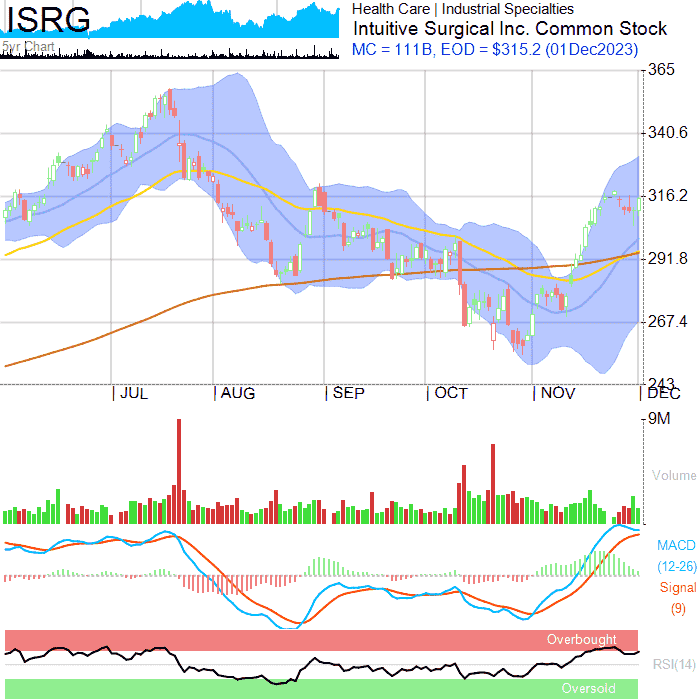 ISRG
Health Care | Industrial Specialties
Intuitive Surgical Inc. Common Stock
5yr Chart
MC = 111B, EOD = $315.2 (01Dec2023)
365
340.6
316.2
291.8
267.4
243
JUL
AUG
SEP
OCT
NOV
DEC
9M
Volume
MACD
(12-26)
Signal
(9)
Overbought
RSI(14)
Oversold